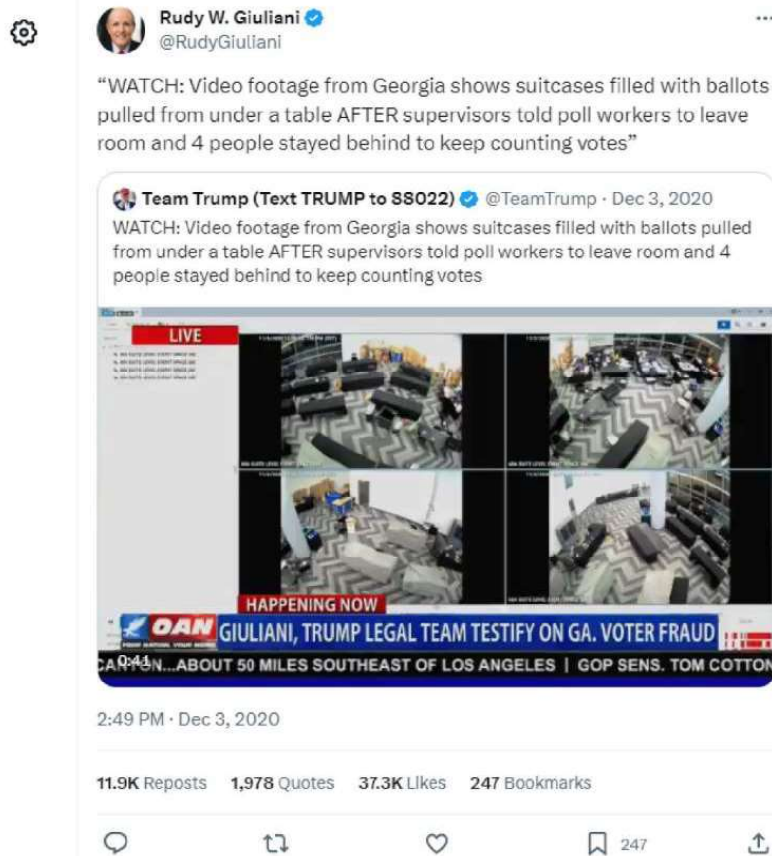 Rudy W. Giuliani
@RudyGiuliani
“WATCH: Video footage from Georgia shows suitcases filled with ballots
pulled from under a table AFTER supervisors told poll workers to leave
room and 4 people stayed behind to keep counting votes”
Team Trump (Text TRUMP to 88022) @TeamTrump · Dec 3, 2020
WATCH: Video footage from Georgia shows suitcases filled with ballots pulled
from under a table AFTER supervisors told poll workers to leave room and 4
people stayed behind to keep counting votes
LIVE
HAPPENING NOW
OAN
GIULIANI, TRUMP LEGAL TEAM TESTIFY ON GA. VOTER FRAUD
0:41
...ABOUT 50 MILES SOUTHEAST OF LOS ANGELES | GOP SENS. TOM COTTON
2:49 PM · Dec 3, 2020
11.9K Reposts 1,978 Quotes 37.3K Likes 247 Bookmarks
247